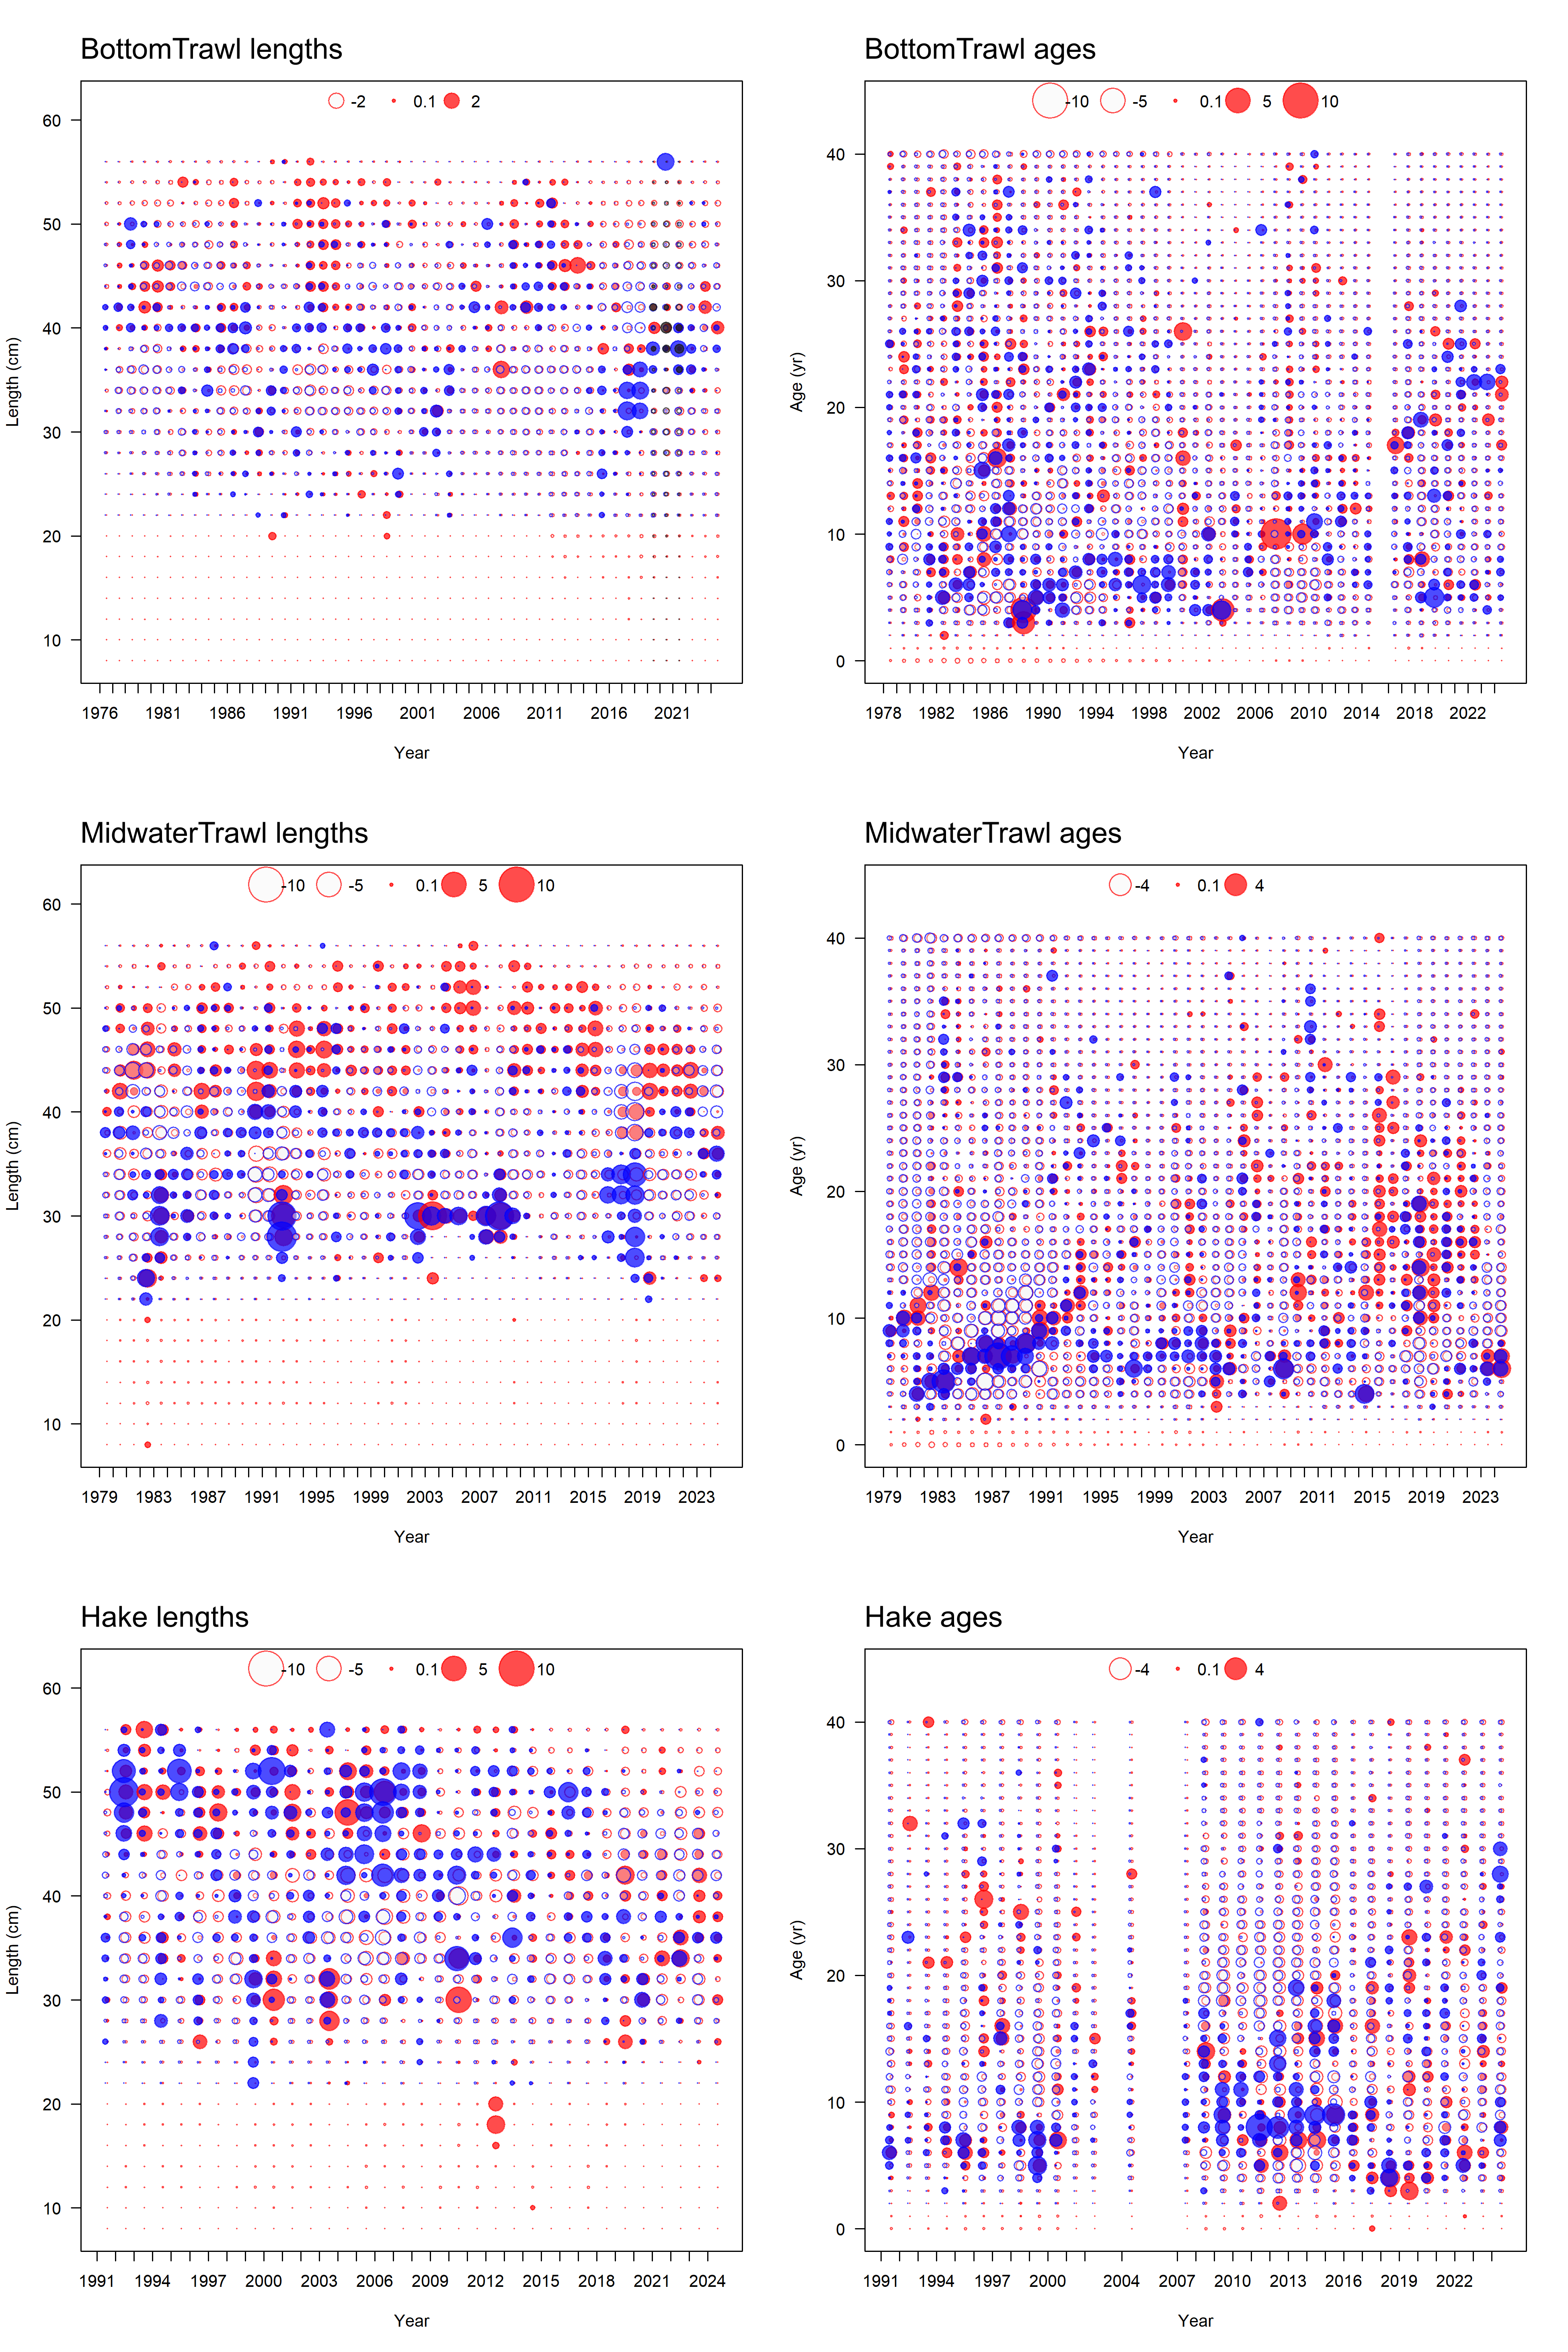 BottomTrawl lengths
-2 0.1 2
60
50
40
30
20
10
Length (cm)
1976 1981 1986 1991 1996 2001 2006 2011 2016 2021
Year
BottomTrawl ages
-10 -5 0.1 5 10
40
30
20
10
0
Age (yr)
1978 1982 1986 1990 1994 1998 2002 2006 2010 2014 2018 2022
Year
MidwaterTrawl lengths
-10 -5 0.1 5 10
60
50
40
30
20
10
Length (cm)
1979 1983 1987 1991 1995 1999 2003 2007 2011 2015 2019 2023
Year
MidwaterTrawl ages
-4 0.1 4
40
30
20
10
0
Age (yr)
1979 1983 1987 1991 1995 1999 2003 2007 2011 2015 2019 2023
Year
Hake lengths
-10 -5 0.1 5 10
60
50
40
30
20
10
Length (cm)
1991 1994 1997 2000 2003 2006 2009 2012 2015 2018 2021 2024
Year
Hake ages
-4 0.1 4
40
30
20
10
0
Age (yr)
1991 1994 1997 2000 2004 2007 2010 2013 2016 2019 2022
Year